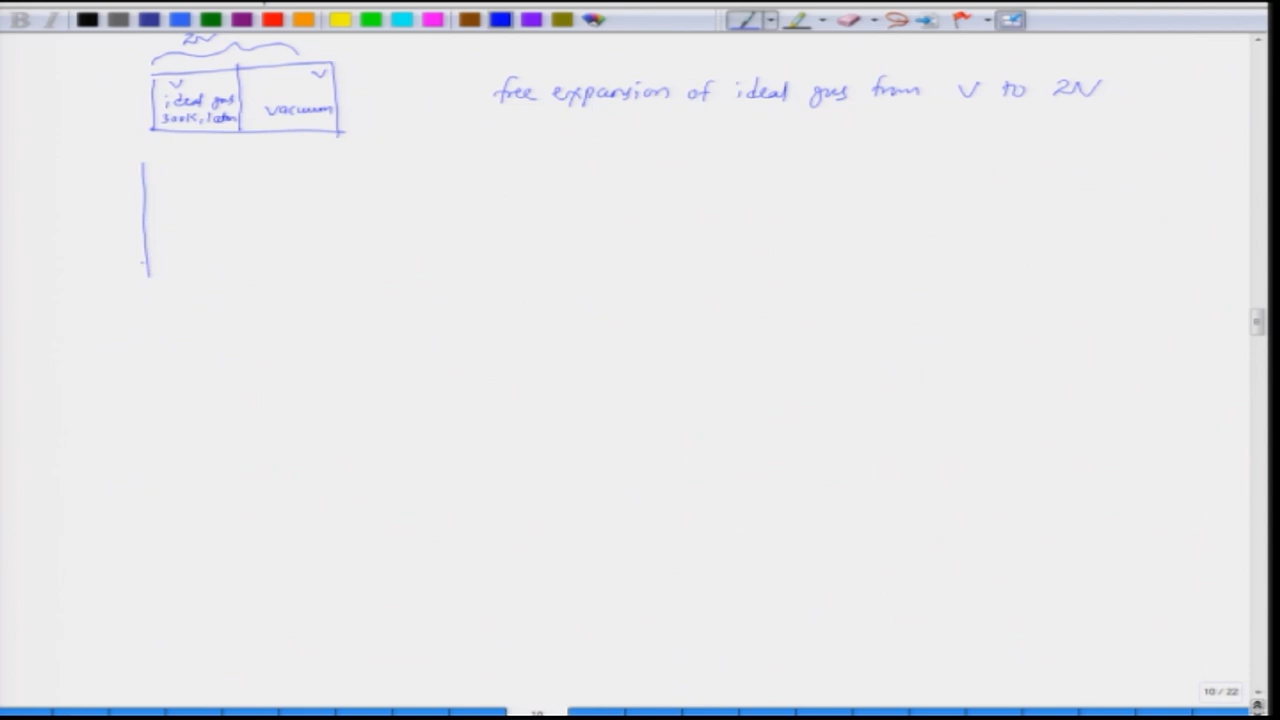 2V
V
V
ideal gas
300K, 1atm
vacuum
free expansion of ideal gas from V to 2V
B I
10 / 22